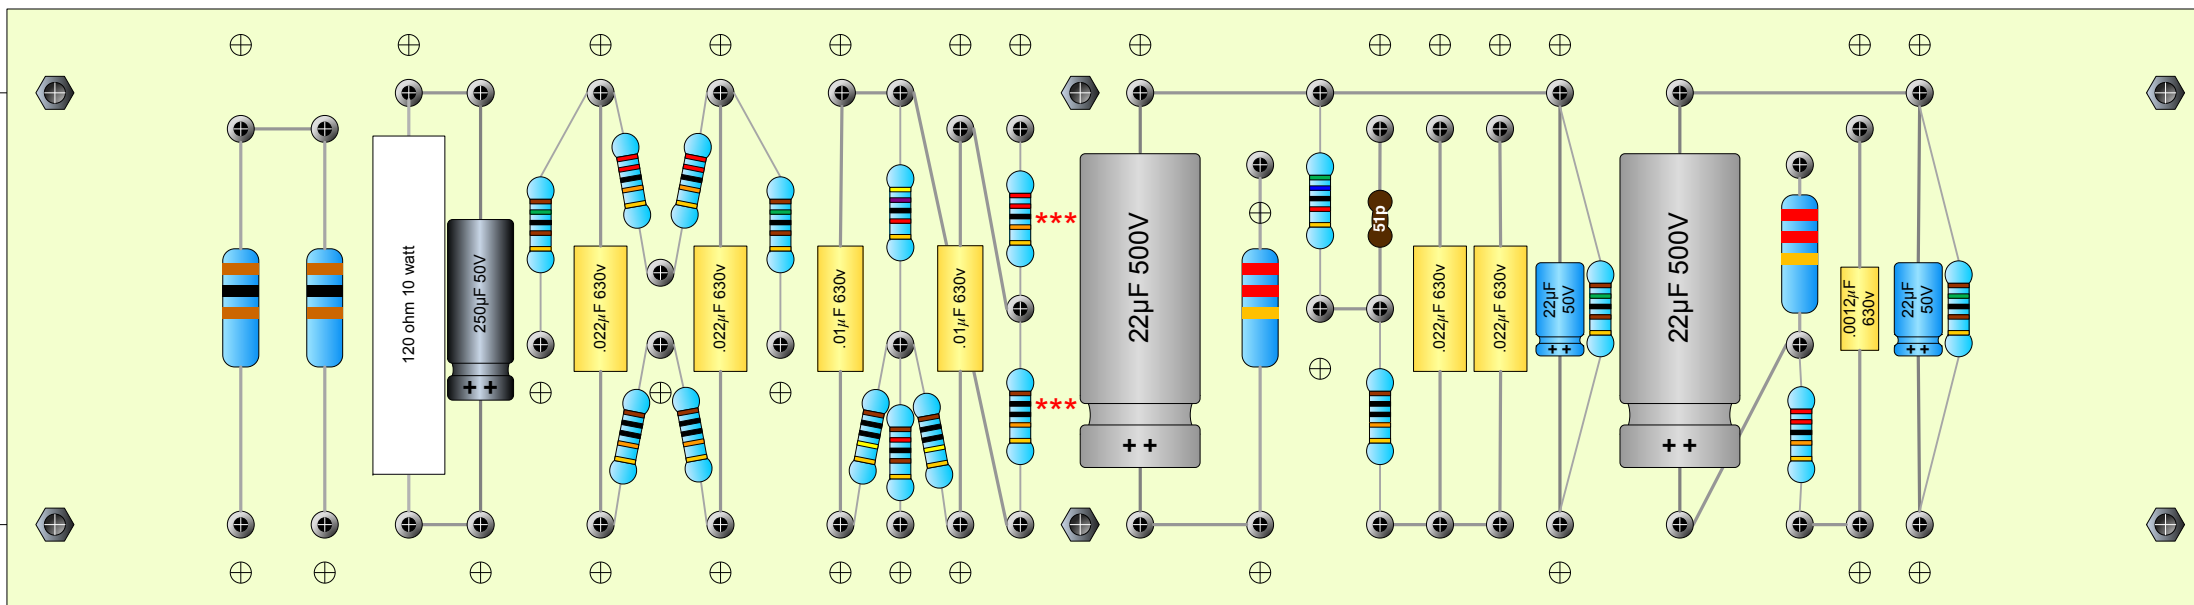 120 ohm 10 watt
250µF 50V
++
.022µF 630v
.022µF 630v
.01µF 630v
.01µF 630v
***
***
22µF 500V
++
51p
.022µF 630v
.022µF 630v
22µF
50V
++
22µF 500V
++
.0012µF
630v
22µF
50V
++